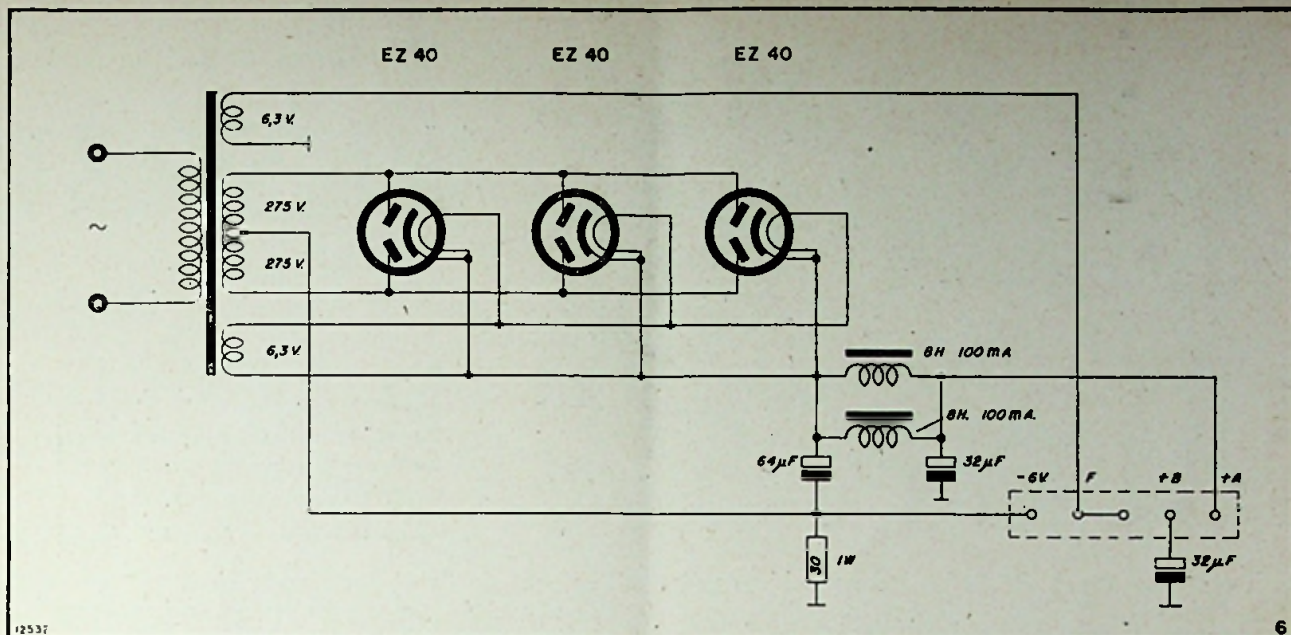 EZ 40 EZ 40 EZ 40
6,3 V.
275 V.
~
275 V.
6,3 V.
8H 100mA
8H. 100mA.
64µF 32µF
-6V. F +B +A
30 1W 32µF
12537 6